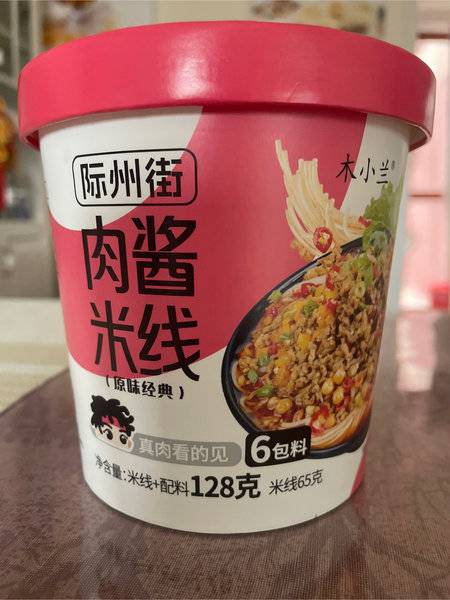 际州街
木小兰®
肉酱
米线
(原味经典)
真肉看的见
6包料
净含量:米线+配料128克 米线65克